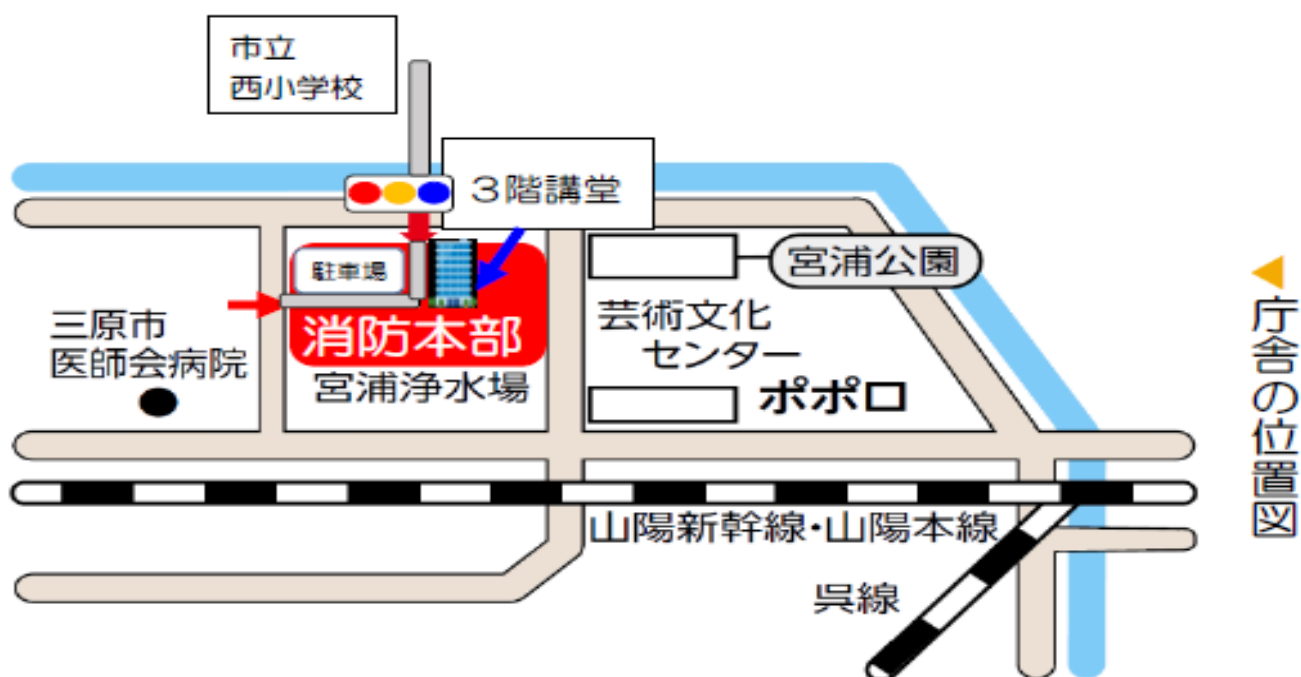 市立
西小学校
3階講堂
駐車場
宮浦公園
三原市
医師会病院
消防本部
宮浦浄水場
芸術文化
センター
ポポロ
山陽新幹線・山陽本線
呉線
◀庁舎の位置図